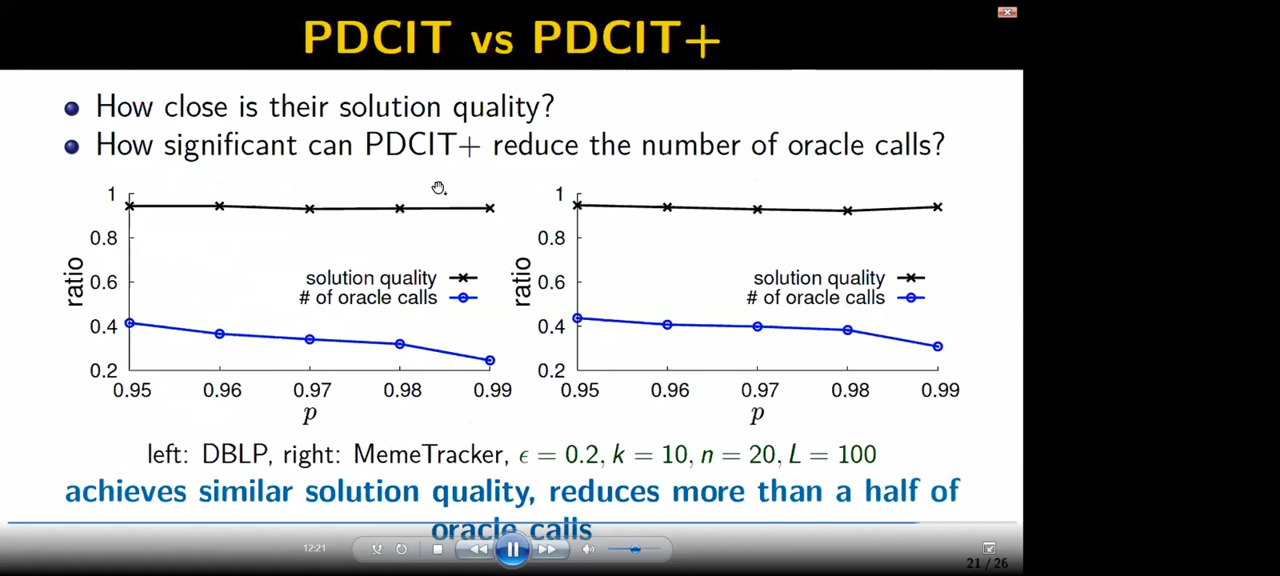 PDCIT vs PDCIT+
How close is their solution quality?
How significant can PDCIT+ reduce the number of oracle calls?
1
0.8
0.6
0.4
0.2
ratio
solution quality
# of oracle calls
0.95 0.96 0.97 0.98 0.99
p
1
0.8
0.6
0.4
0.2
ratio
solution quality
# of oracle calls
0.95 0.96 0.97 0.98 0.99
p
left: DBLP, right: MemeTracker, ϵ = 0.2, k = 10, n = 20, L = 100
achieves similar solution quality, reduces more than a half of
oracle calls
12:21
21 / 26